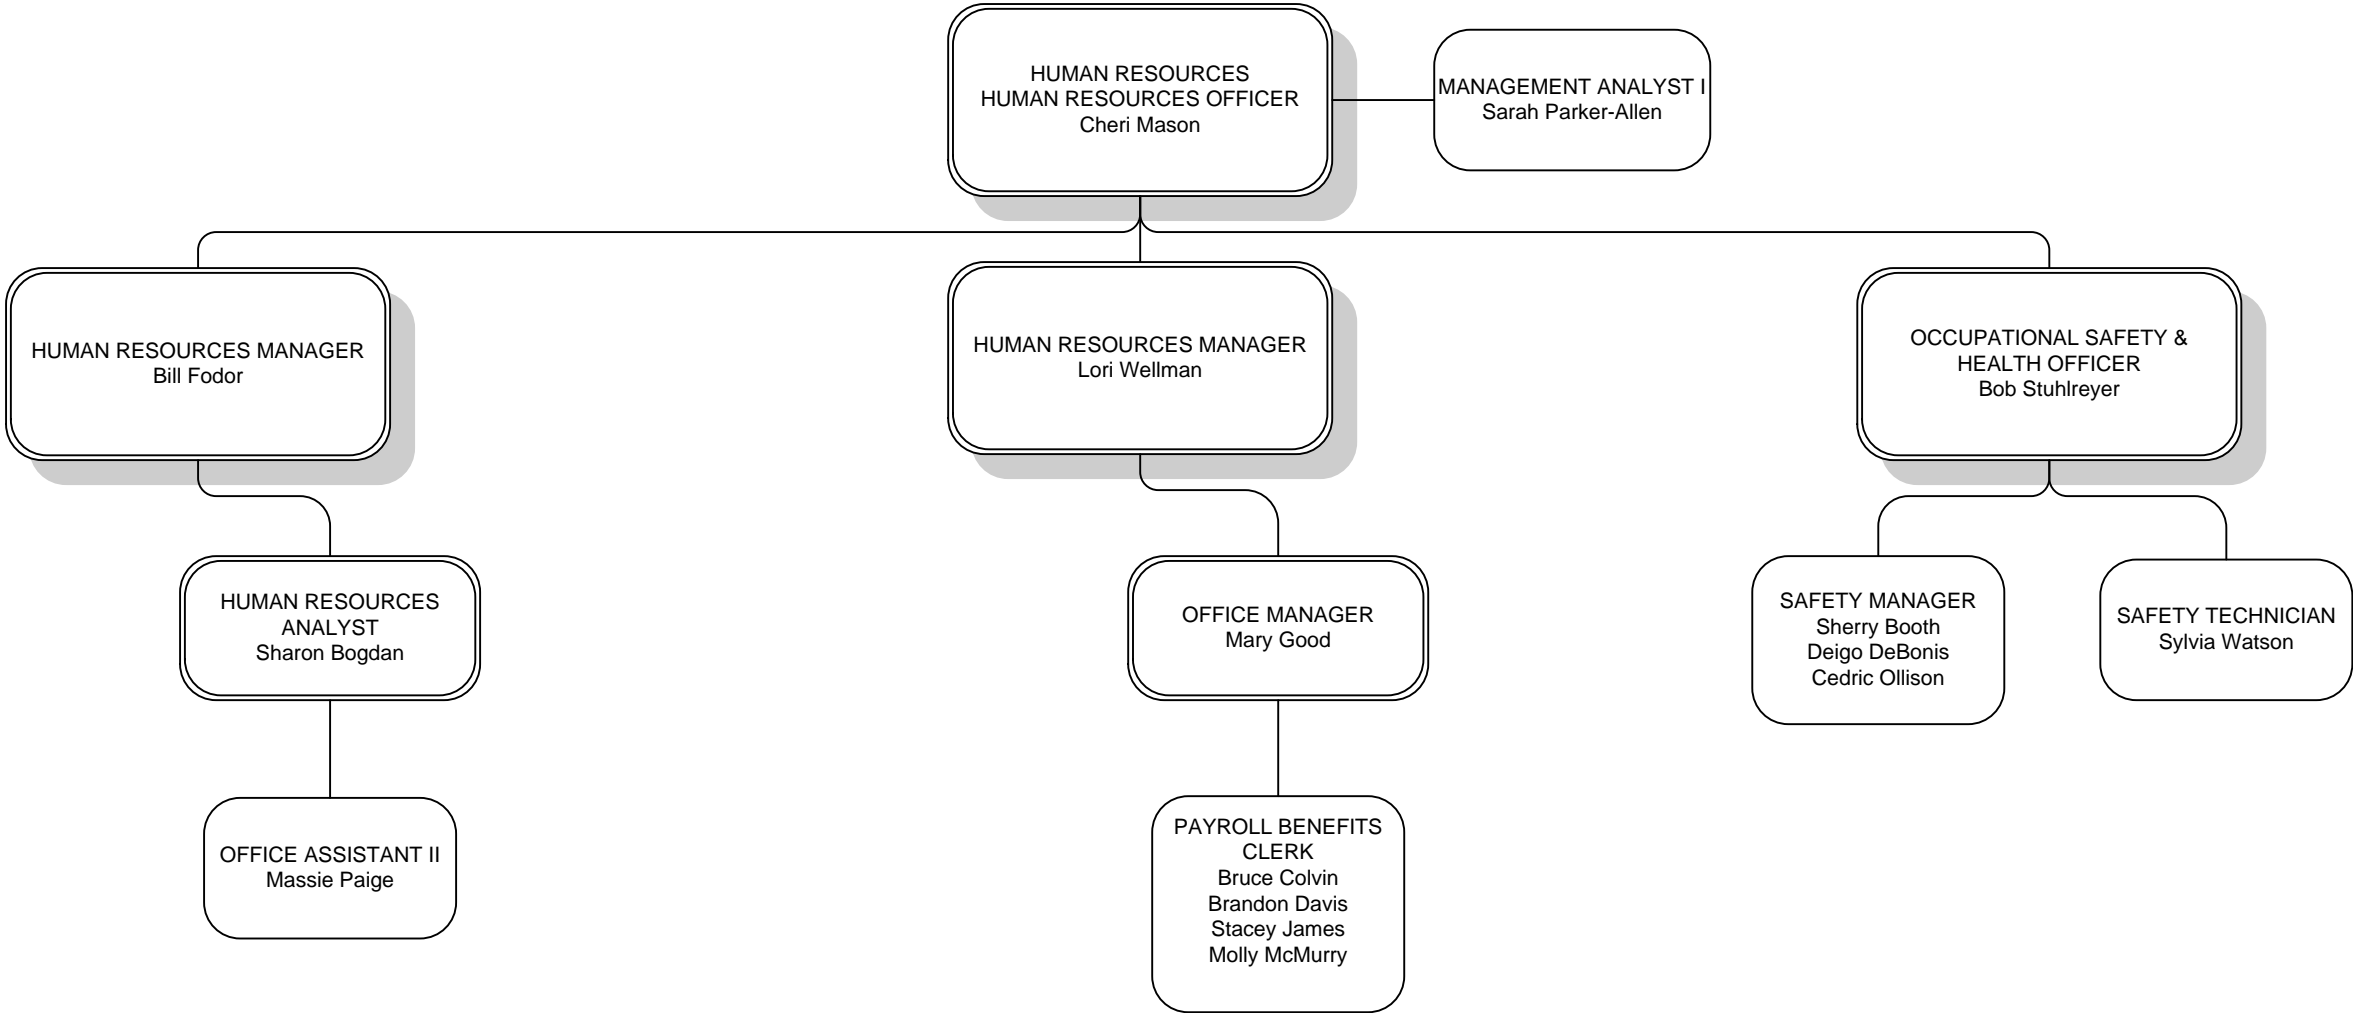 HUMAN RESOURCES
HUMAN RESOURCES OFFICER
Cheri Mason
MANAGEMENT ANALYST I
Sarah Parker-Allen
HUMAN RESOURCES MANAGER
Bill Fodor
HUMAN RESOURCES MANAGER
Lori Wellman
OCCUPATIONAL SAFETY &
HEALTH OFFICER
Bob Stuhlreyer
HUMAN RESOURCES
ANALYST
Sharon Bogdan
OFFICE MANAGER
Mary Good
SAFETY MANAGER
Sherry Booth
Deigo DeBonis
Cedric Ollison
SAFETY TECHNICIAN
Sylvia Watson
OFFICE ASSISTANT II
Massie Paige
PAYROLL BENEFITS
CLERK
Bruce Colvin
Brandon Davis
Stacey James
Molly McMurry